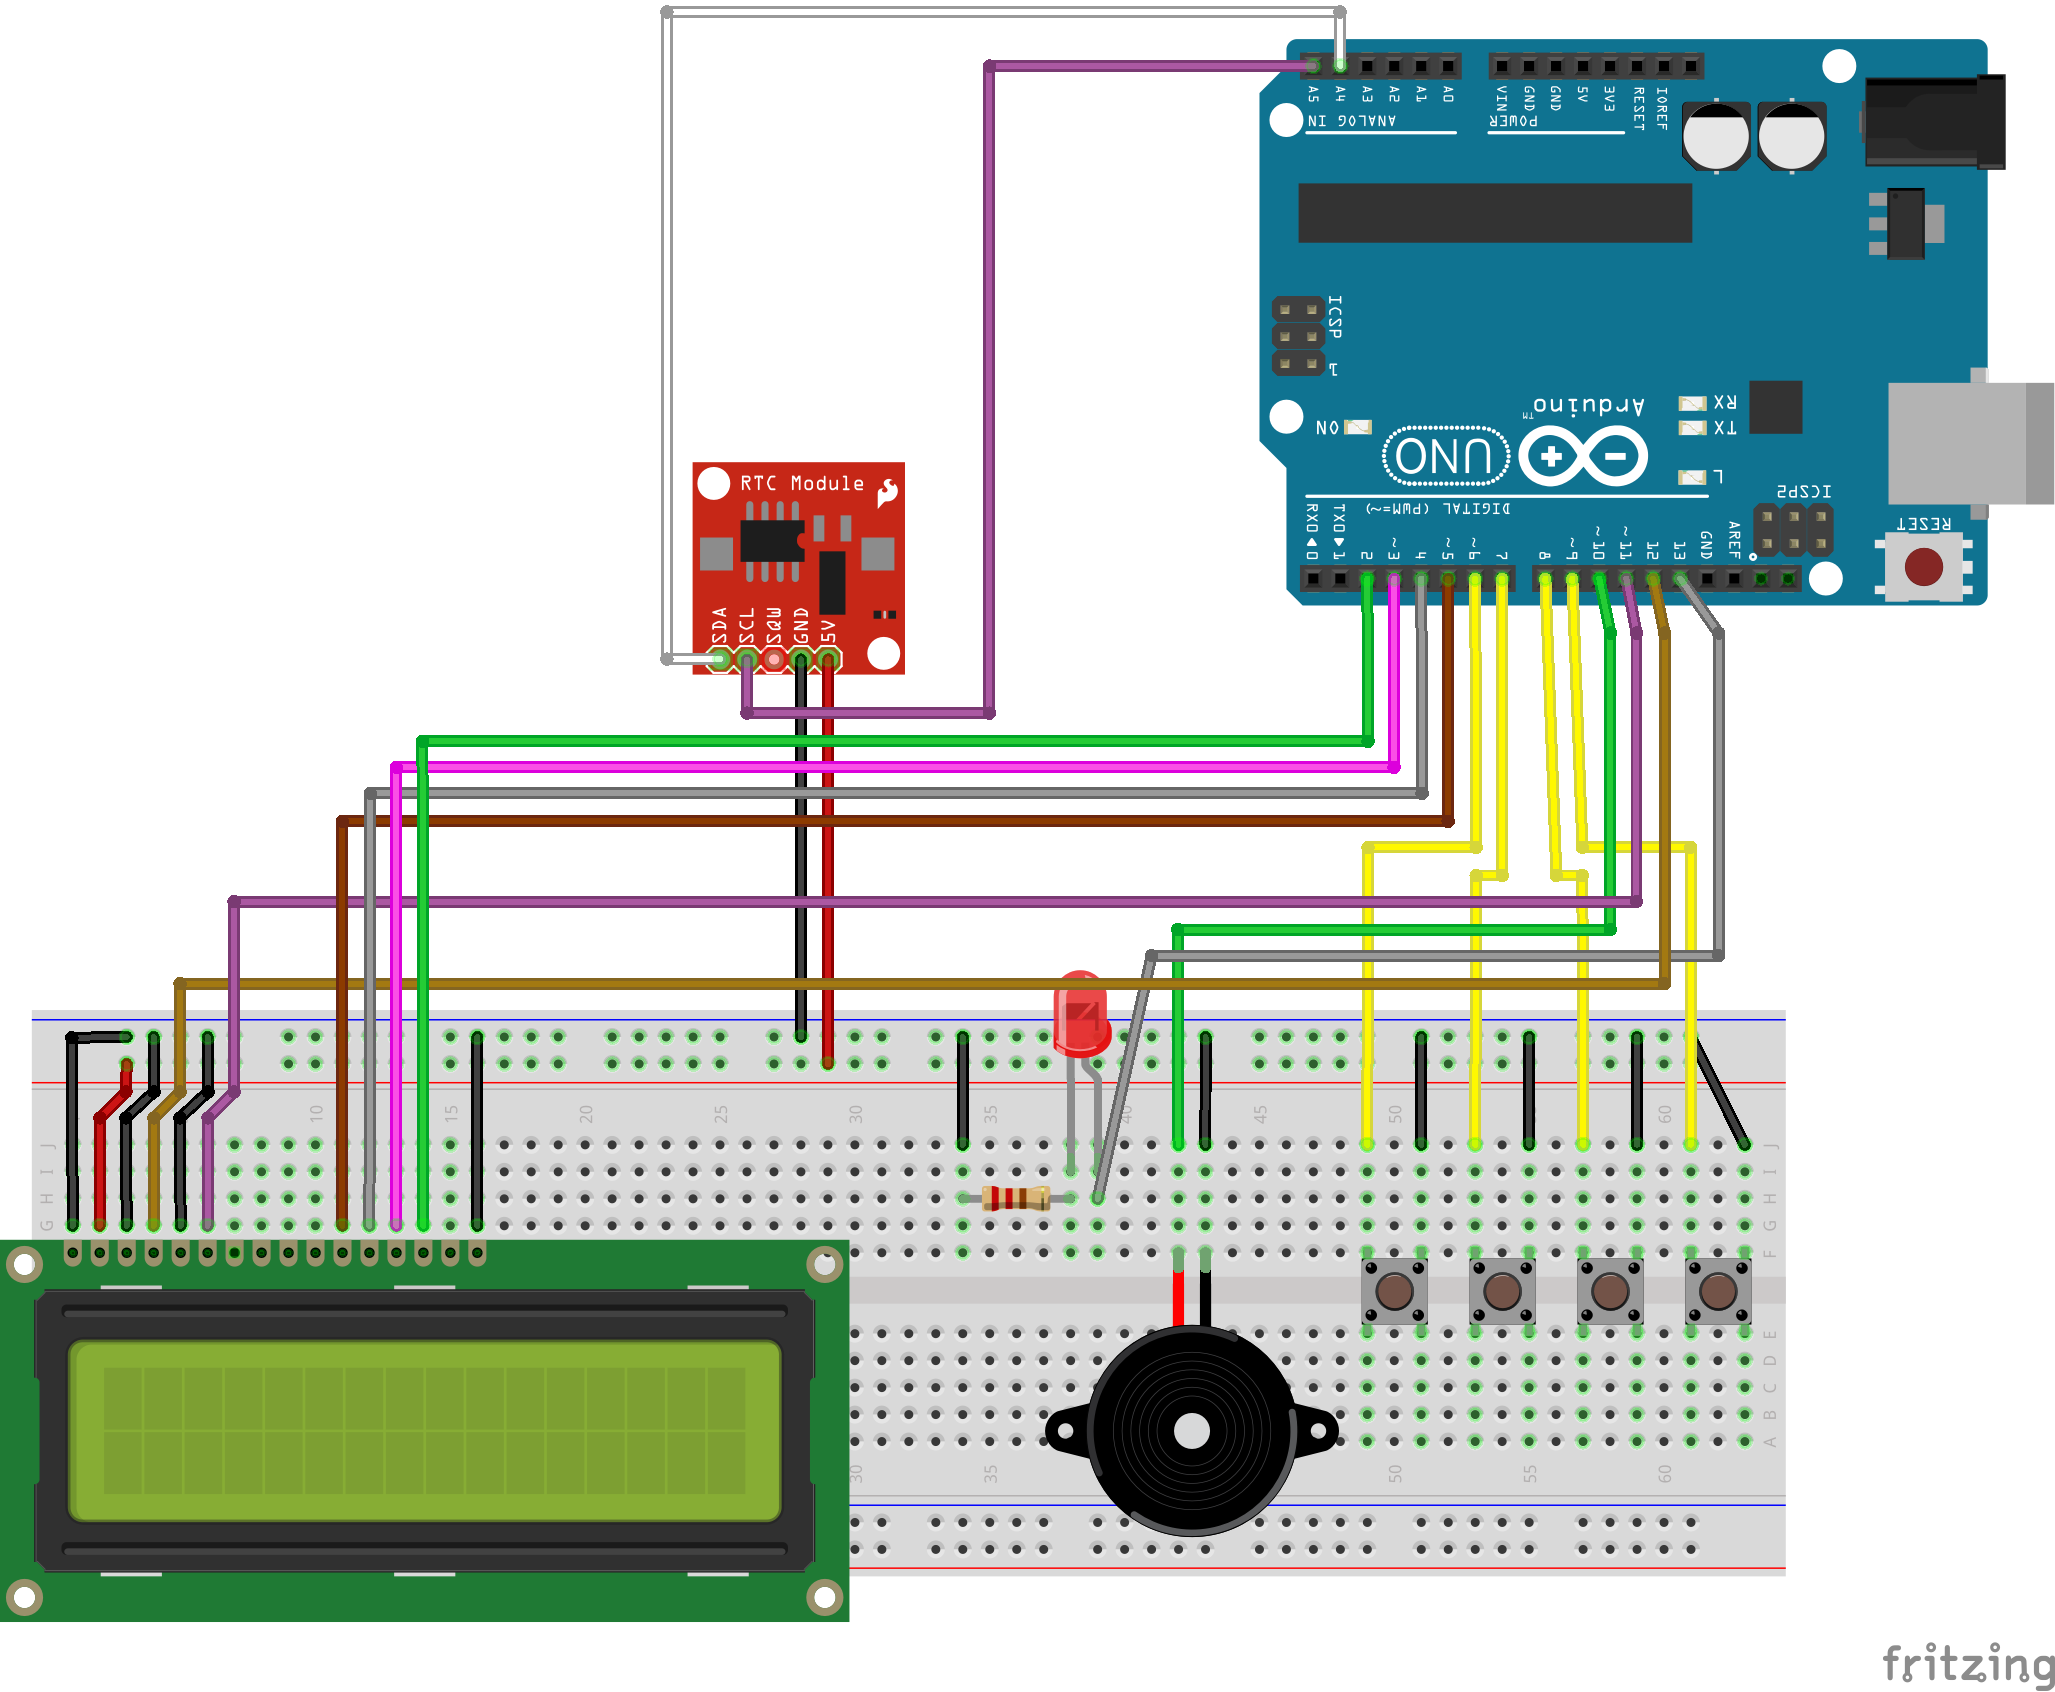 A5 A4 A3 A2 A1 A0
VIN GND GND 5V 3V3 RESET IOREF
ANALOG IN
POWER
ICSP
1
Arduino™
RX
TX
ON
UNO
L
ICSP2
DIGITAL (PWM=~)
RESET
RX0◀0 TX0▶1 2 ~3 4 ~5 ~6 7 8 ~9 ~10 ~11 12 13 GND AREF
RTC Module
SDA SCL SQW GND 5V
10 15 20 25 30 35 40 45 50 60
J J
I I
H H
G G
F
E
D
C
B
A
30 35 50 55 60
fritzing